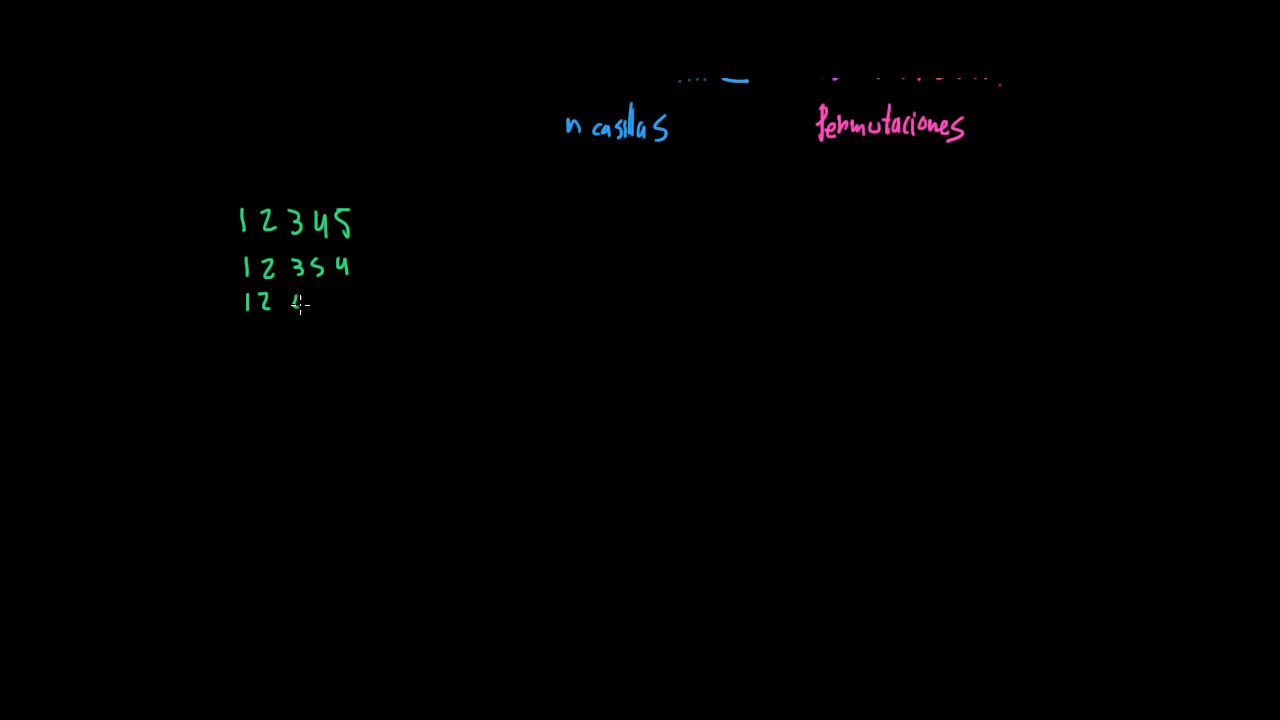 n casillas permutaciones
1 2 3 4 5
1 2 3 5 4
1 2